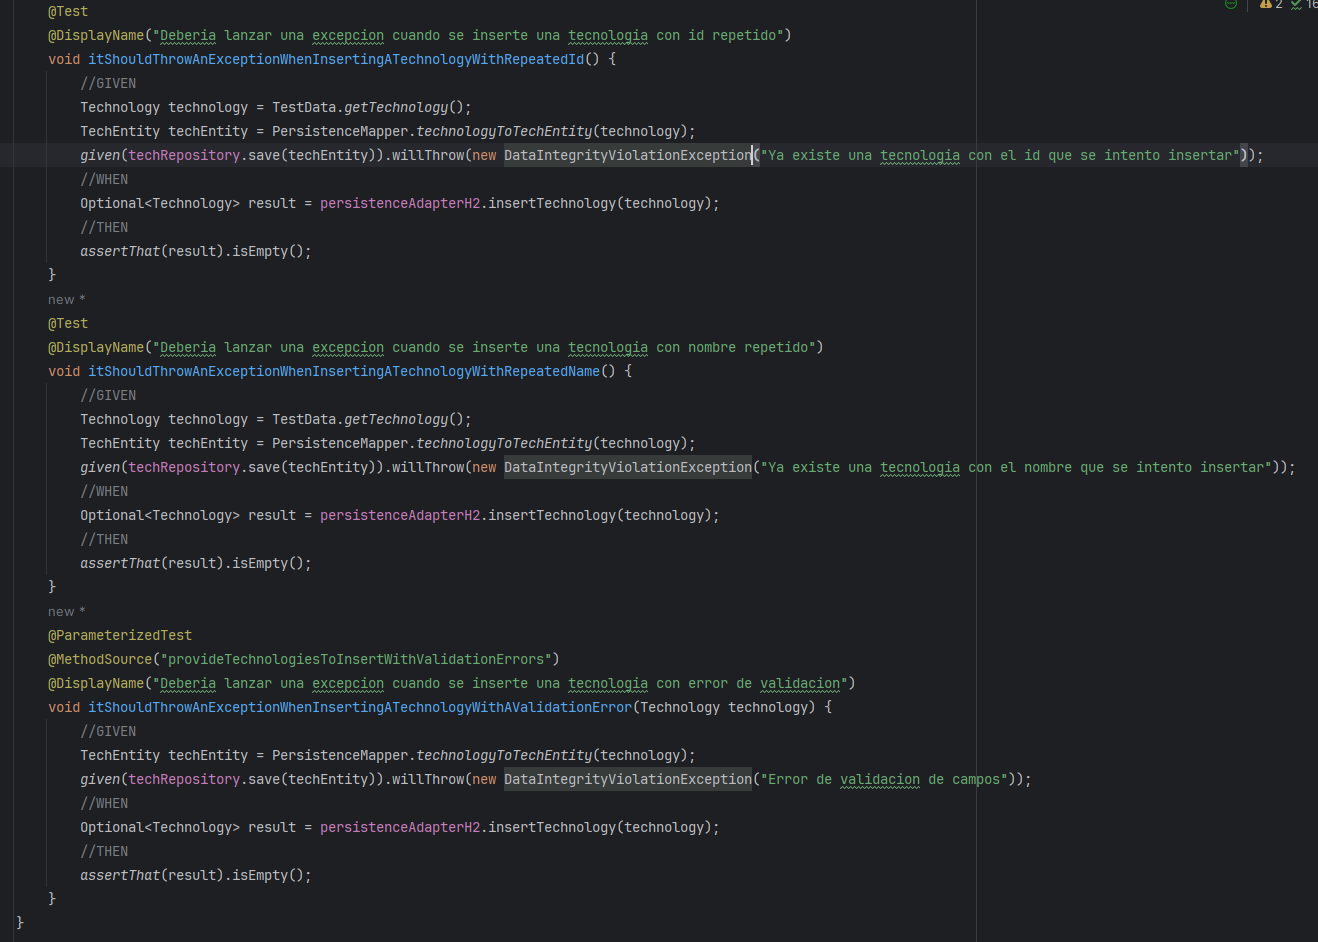 2 16
@Test
@DisplayName("Deberia lanzar una excepcion cuando se inserte una tecnologia con id repetido")
void itShouldThrowAnExceptionWhenInsertingATechnologyWithRepeatedId() {
//GIVEN
Technology technology = TestData.getTechnology();
TechEntity techEntity = PersistenceMapper.technologyToTechEntity(technology);
given(techRepository.save(techEntity)).willThrow(new DataIntegrityViolationException("Ya existe una tecnologia con el id que se intento insertar"));
//WHEN
Optional<Technology> result = persistenceAdapterH2.insertTechnology(technology);
//THEN
assertThat(result).isEmpty();
}
new *
@Test
@DisplayName("Deberia lanzar una excepcion cuando se inserte una tecnologia con nombre repetido")
void itShouldThrowAnExceptionWhenInsertingATechnologyWithRepeatedName() {
//GIVEN
Technology technology = TestData.getTechnology();
TechEntity techEntity = PersistenceMapper.technologyToTechEntity(technology);
given(techRepository.save(techEntity)).willThrow(new DataIntegrityViolationException("Ya existe una tecnologia con el nombre que se intento insertar"));
//WHEN
Optional<Technology> result = persistenceAdapterH2.insertTechnology(technology);
//THEN
assertThat(result).isEmpty();
}
new *
@ParameterizedTest
@MethodSource("provideTechnologiesToInsertWithValidationErrors")
@DisplayName("Deberia lanzar una excepcion cuando se inserte una tecnologia con error de validacion")
void itShouldThrowAnExceptionWhenInsertingATechnologyWithAValidationError(Technology technology) {
//GIVEN
TechEntity techEntity = PersistenceMapper.technologyToTechEntity(technology);
given(techRepository.save(techEntity)).willThrow(new DataIntegrityViolationException("Error de validacion de campos"));
//WHEN
Optional<Technology> result = persistenceAdapterH2.insertTechnology(technology);
//THEN
assertThat(result).isEmpty();
}
}